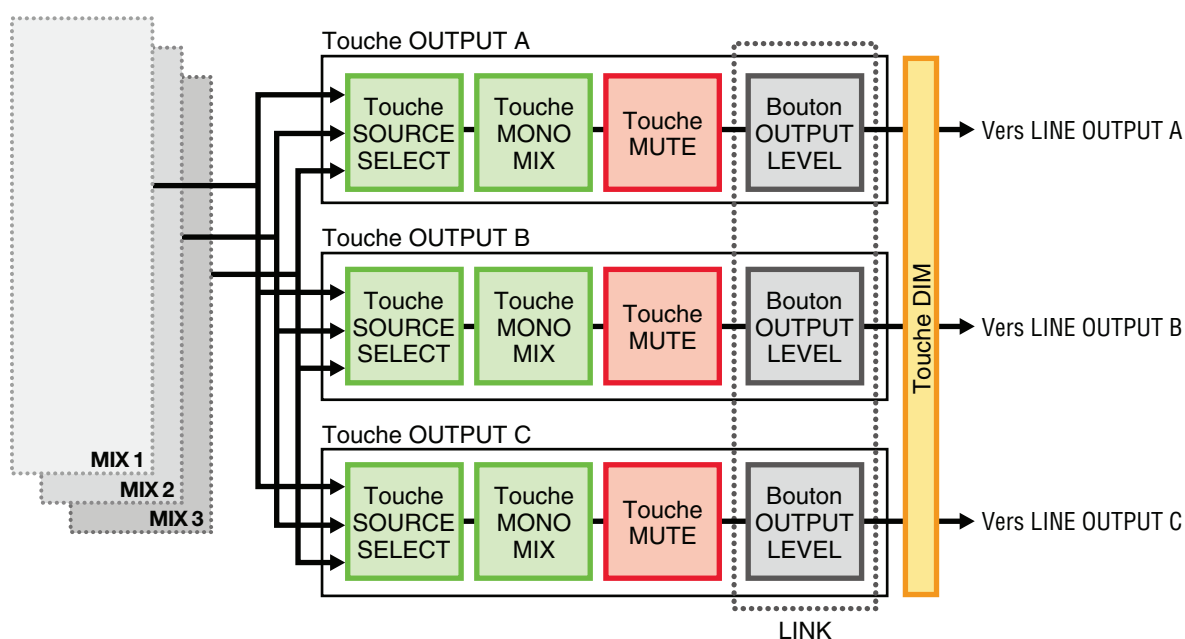 Touche OUTPUT A
Touche
SOURCE
SELECT
Touche
MONO
MIX
Touche
MUTE
Bouton
OUTPUT
LEVEL
Vers LINE OUTPUT A
Touche OUTPUT B
Touche
SOURCE
SELECT
Touche
MONO
MIX
Touche
MUTE
Bouton
OUTPUT
LEVEL
Vers LINE OUTPUT B
Touche DIM
Touche OUTPUT C
Touche
SOURCE
SELECT
Touche
MONO
MIX
Touche
MUTE
Bouton
OUTPUT
LEVEL
Vers LINE OUTPUT C
MIX 1
MIX 2
MIX 3
LINK